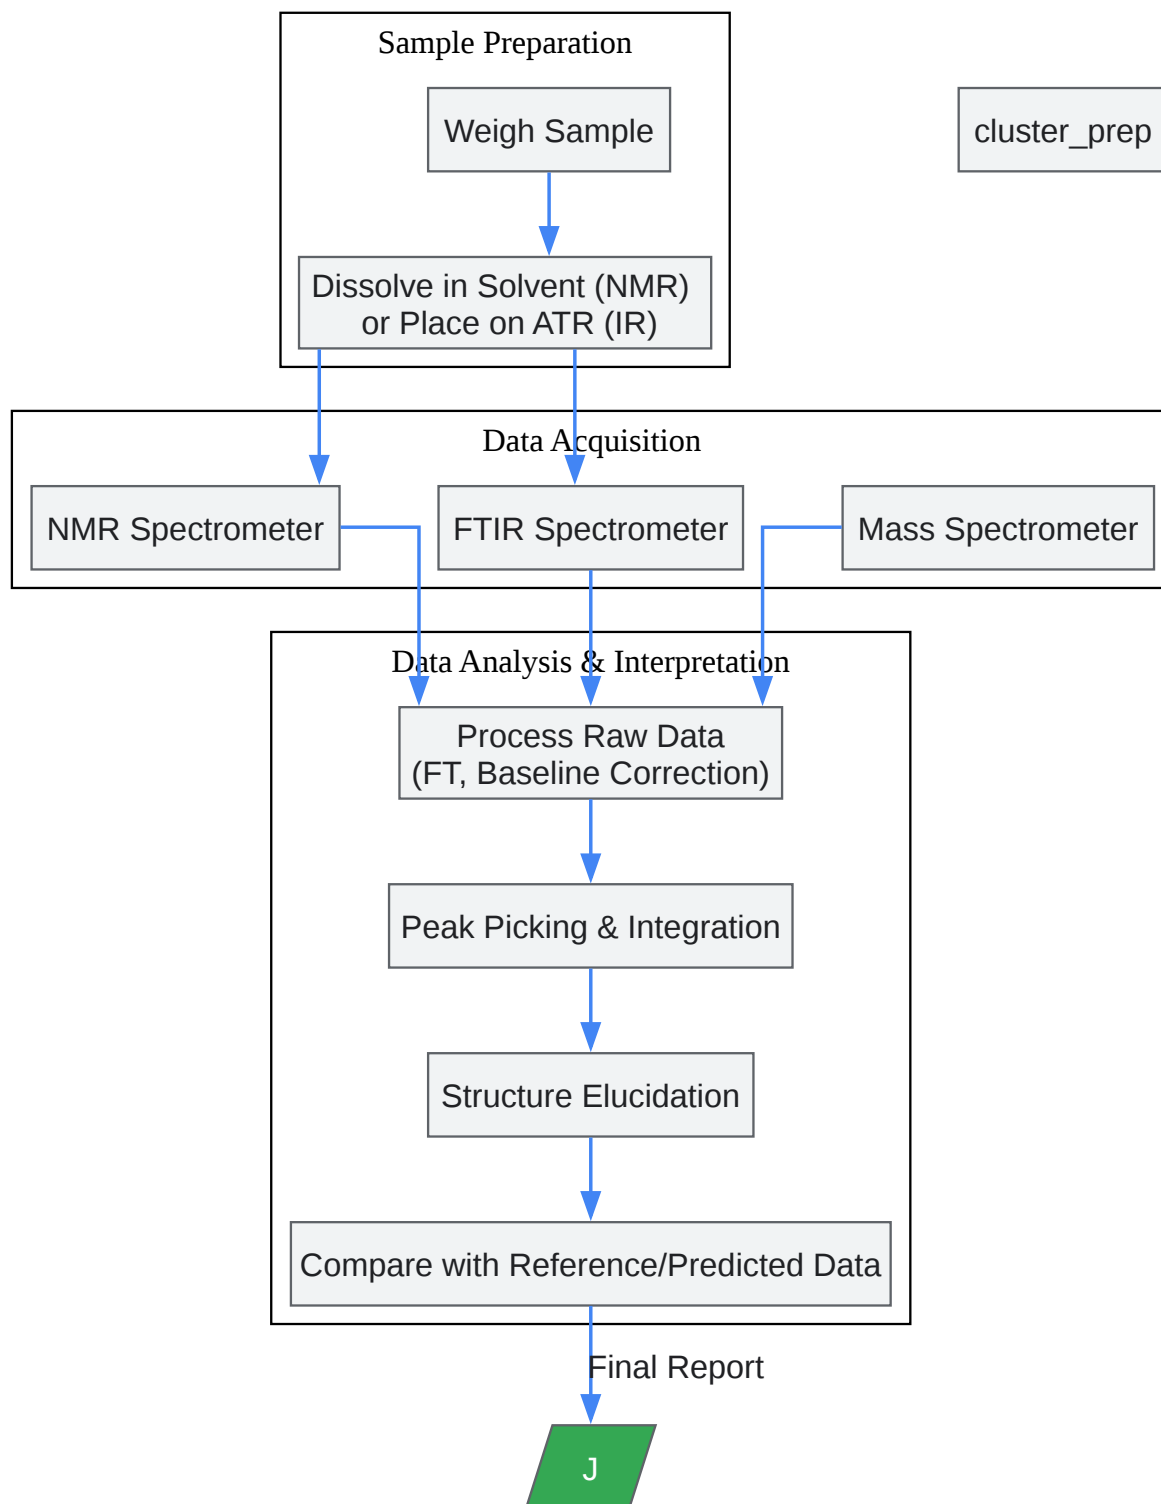 Sample Preparation
Weigh Sample
cluster_prep
Dissolve in Solvent (NMR)
or Place on ATR (IR)
Data Acquisition
NMR Spectrometer
FTIR Spectrometer
Mass Spectrometer
Data Analysis & Interpretation
Process Raw Data
(FT, Baseline Correction)
Peak Picking & Integration
Structure Elucidation
Compare with Reference/Predicted Data
Final Report
J